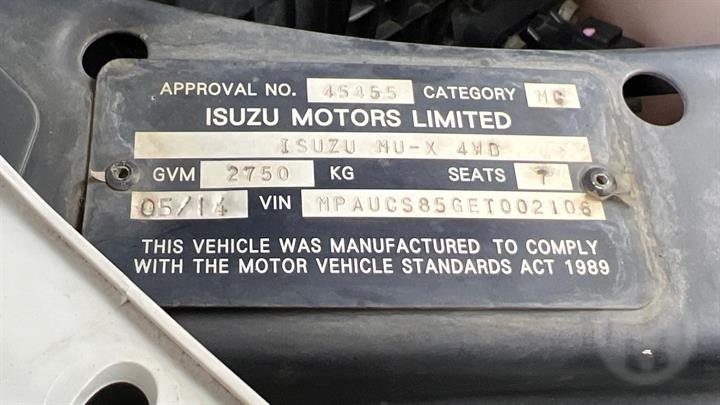 APPROVAL NO. 45455 CATEGORY MC
ISUZU MOTORS LIMITED
ISUZU MU-X 4WD
GVM 2750 KG SEATS 7
05/14 VIN MPAUCS85GET002106
THIS VEHICLE WAS MANUFACTURED TO COMPLY
WITH THE MOTOR VEHICLE STANDARDS ACT 1989